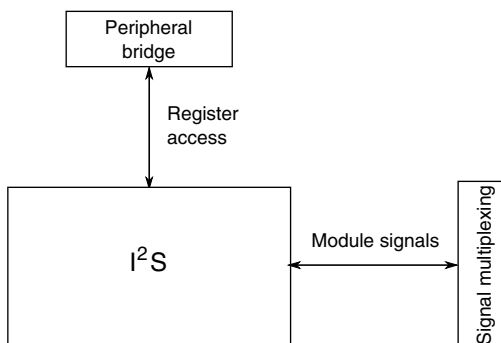 Peripheral
bridge
Register
access
I²S
Module signals
Signal multiplexing